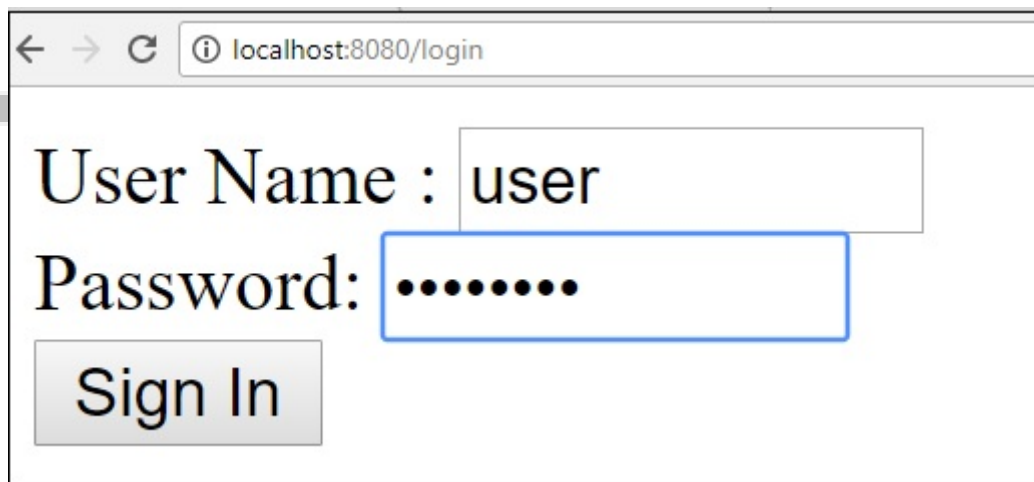 localhost:8080/login
User Name : user
Password: ••••••••
Sign In